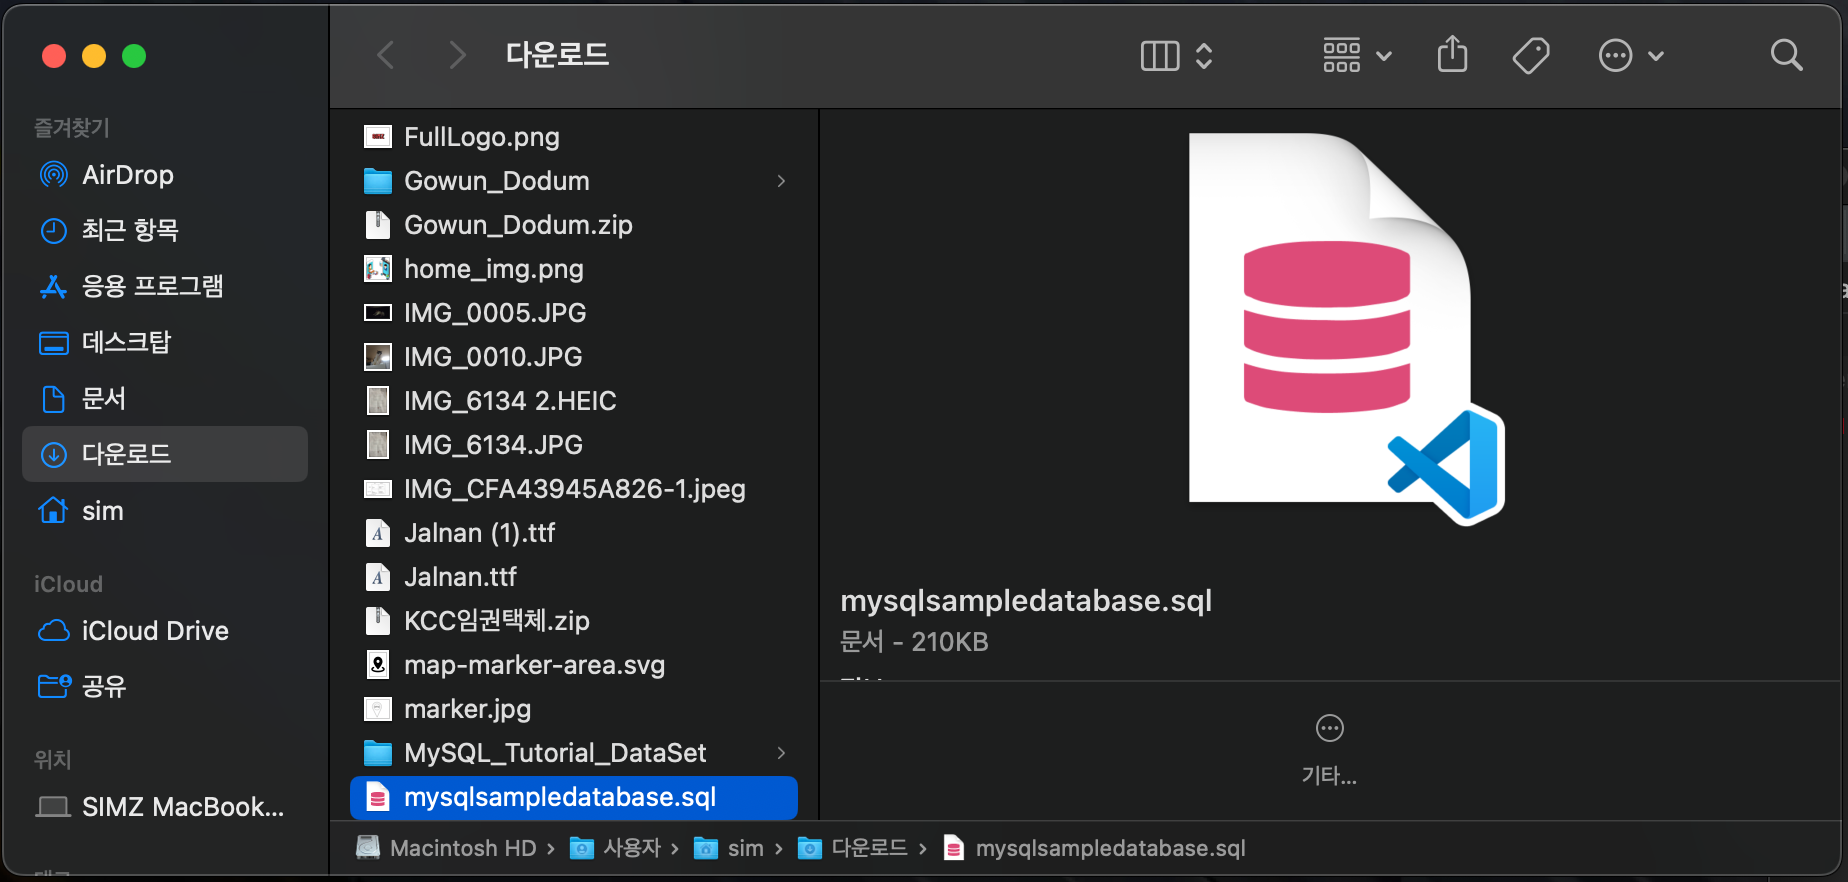 다운로드
즐겨찾기
AirDrop
최근 항목
응용 프로그램
데스크탑
문서
다운로드
sim
iCloud
iCloud Drive
공유
위치
SIMZ MacBook...
FullLogo.png
Gowun_Dodum
Gowun_Dodum.zip
home_img.png
IMG_0005.JPG
IMG_0010.JPG
IMG_6134 2.HEIC
IMG_6134.JPG
IMG_CFA43945A826-1.jpeg
Jalnan (1).ttf
Jalnan.ttf
KCC임권택체.zip
map-marker-area.svg
marker.jpg
MySQL_Tutorial_DataSet
mysqlsampledatabase.sql
mysqlsampledatabase.sql
문서 - 210KB
기타...
Macintosh HD › 사용자 › sim › 다운로드 › mysqlsampledatabase.sql